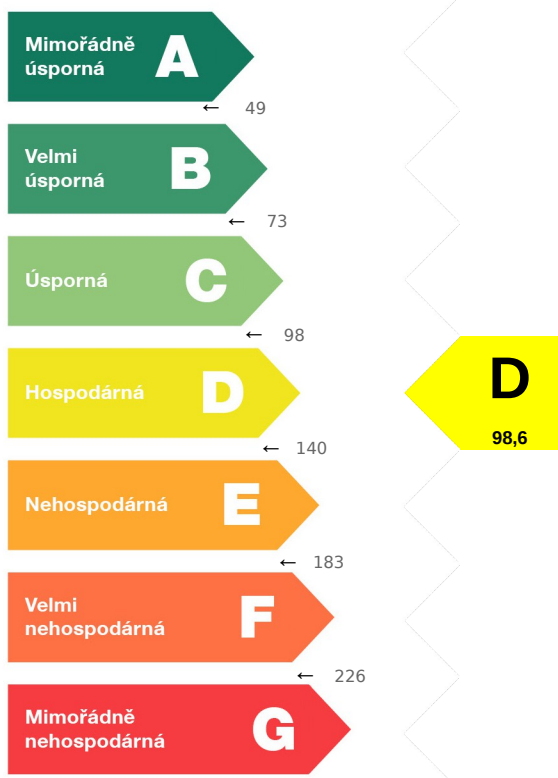 Mimořádně
úsporná
A
← 49
Velmi
úsporná
B
← 73
Úsporná
C
← 98
Hospodárná
D
D
98,6
← 140
Nehospodárná
E
← 183
Velmi
nehospodárná
F
← 226
Mimořádně
nehospodárná
G